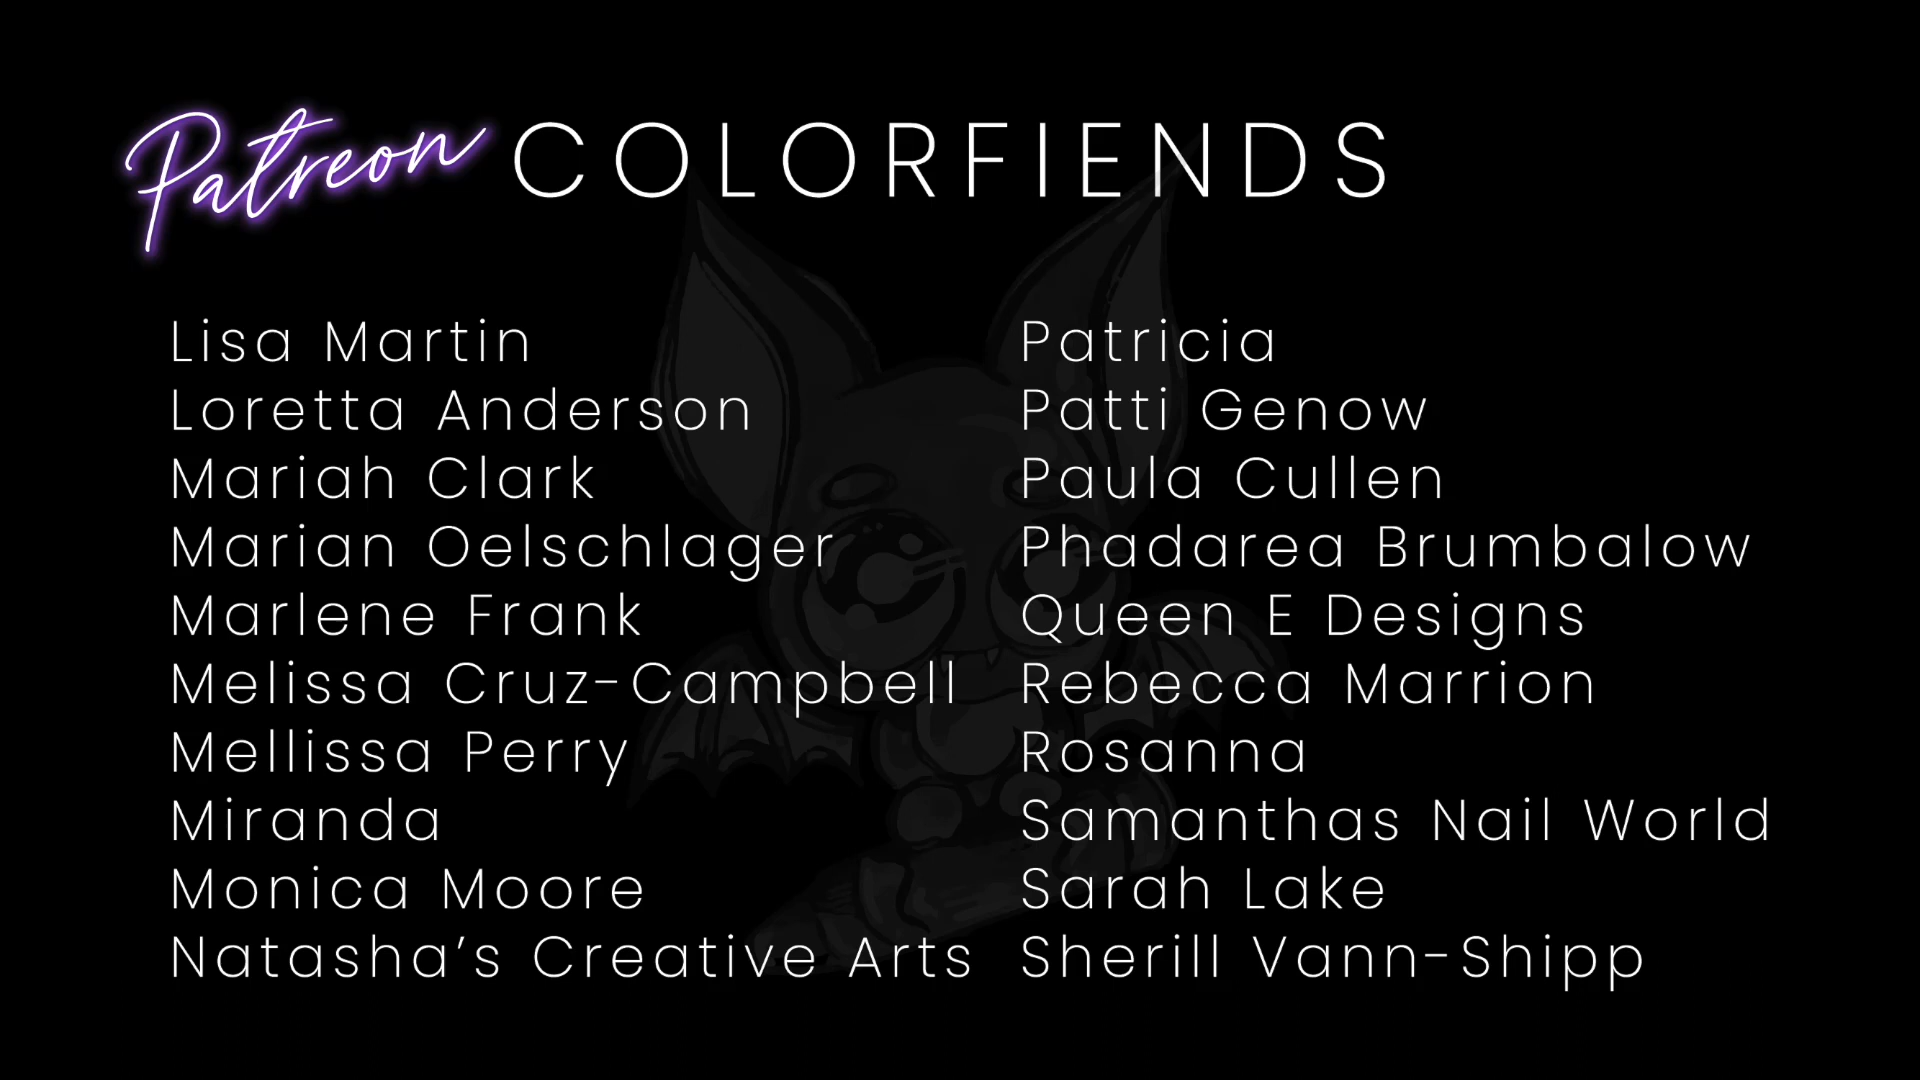 Patreon COLORFIENDS
Lisa Martin
Loretta Anderson
Mariah Clark
Marian Oelschlager
Marlene Frank
Melissa Cruz-Campbell
Mellissa Perry
Miranda
Monica Moore
Natasha’s Creative Arts
Patricia
Patti Genow
Paula Cullen
Phadarea Brumbalow
Queen E Designs
Rebecca Marrion
Rosanna
Samanthas Nail World
Sarah Lake
Sherill Vann-Shipp